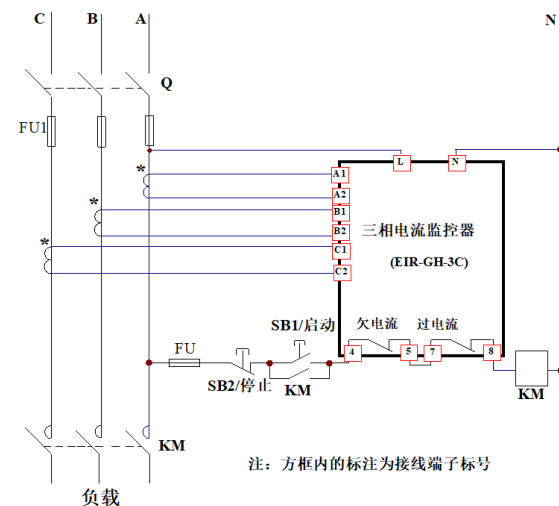 C B A N
Q
FU1
L N
*
A1
A2
*
B1
B2
三相电流监控器
*
C1
(EIR-GH-3C)
C2
SB1/启动
欠电流 过电流
FU
4 5 7 8
SB2/停止 KM
KM
KM
注：方框内的标注为接线端子标号
负载